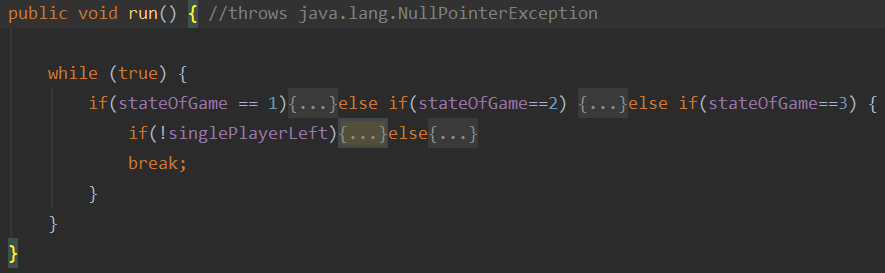 public void run() { //throws java.lang.NullPointerException
while (true) {
if(stateOfGame == 1){...}else if(stateOfGame==2) {...}else if(stateOfGame==3) {
if(!singlePlayerLeft){...}else{...}
break;
}
}
}